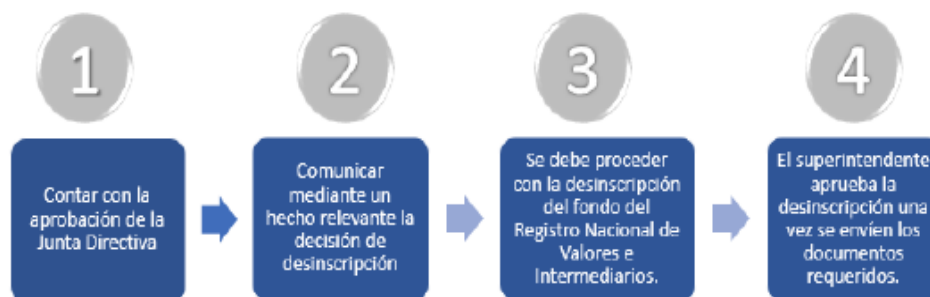 1
2
3
4
Contar con la
aprobación de la
Junta Directiva
Comunicar
mediante un
hecho relevante la
decisión de
desinscripción
Se debe proceder
con la desinscripción
del fondo del
Registro Nacional de
Valores e
Intermediarios.
El superintendente
aprueba la
desinscripción una
vez se envíen los
documentos
requeridos.